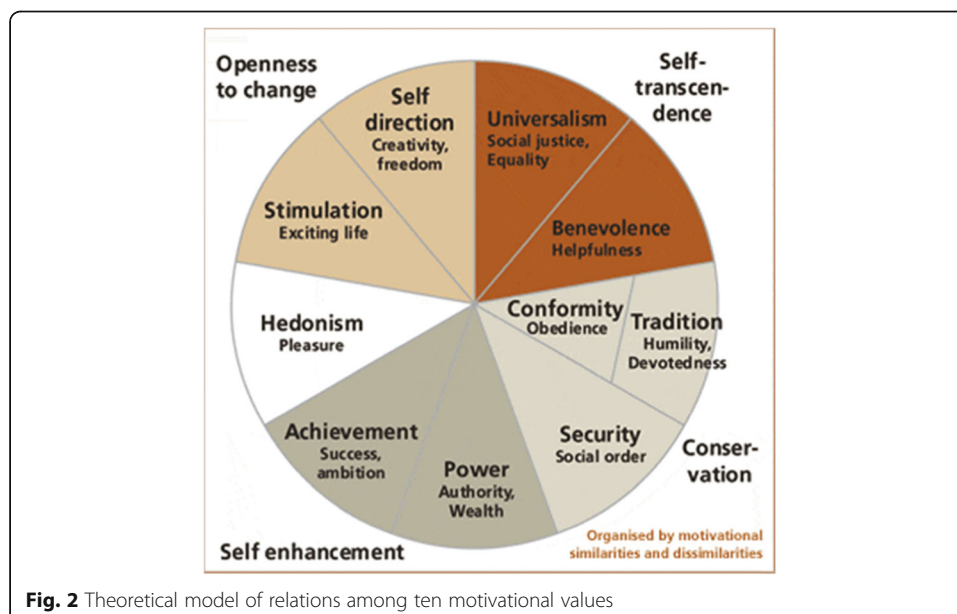 Openness
to change
Self-
transcen-
dence
Self
direction
Creativity,
freedom
Universalism
Social justice,
Equality
Stimulation
Exciting life
Benevolence
Helpfulness
Hedonism
Pleasure
Conformity
Obedience
Tradition
Humility,
Devotedness
Achievement
Success,
ambition
Power
Authority,
Wealth
Security
Social order
Conser-
vation
Self enhancement
Organised by motivational
similarities and dissimilarities
Fig. 2 Theoretical model of relations among ten motivational values